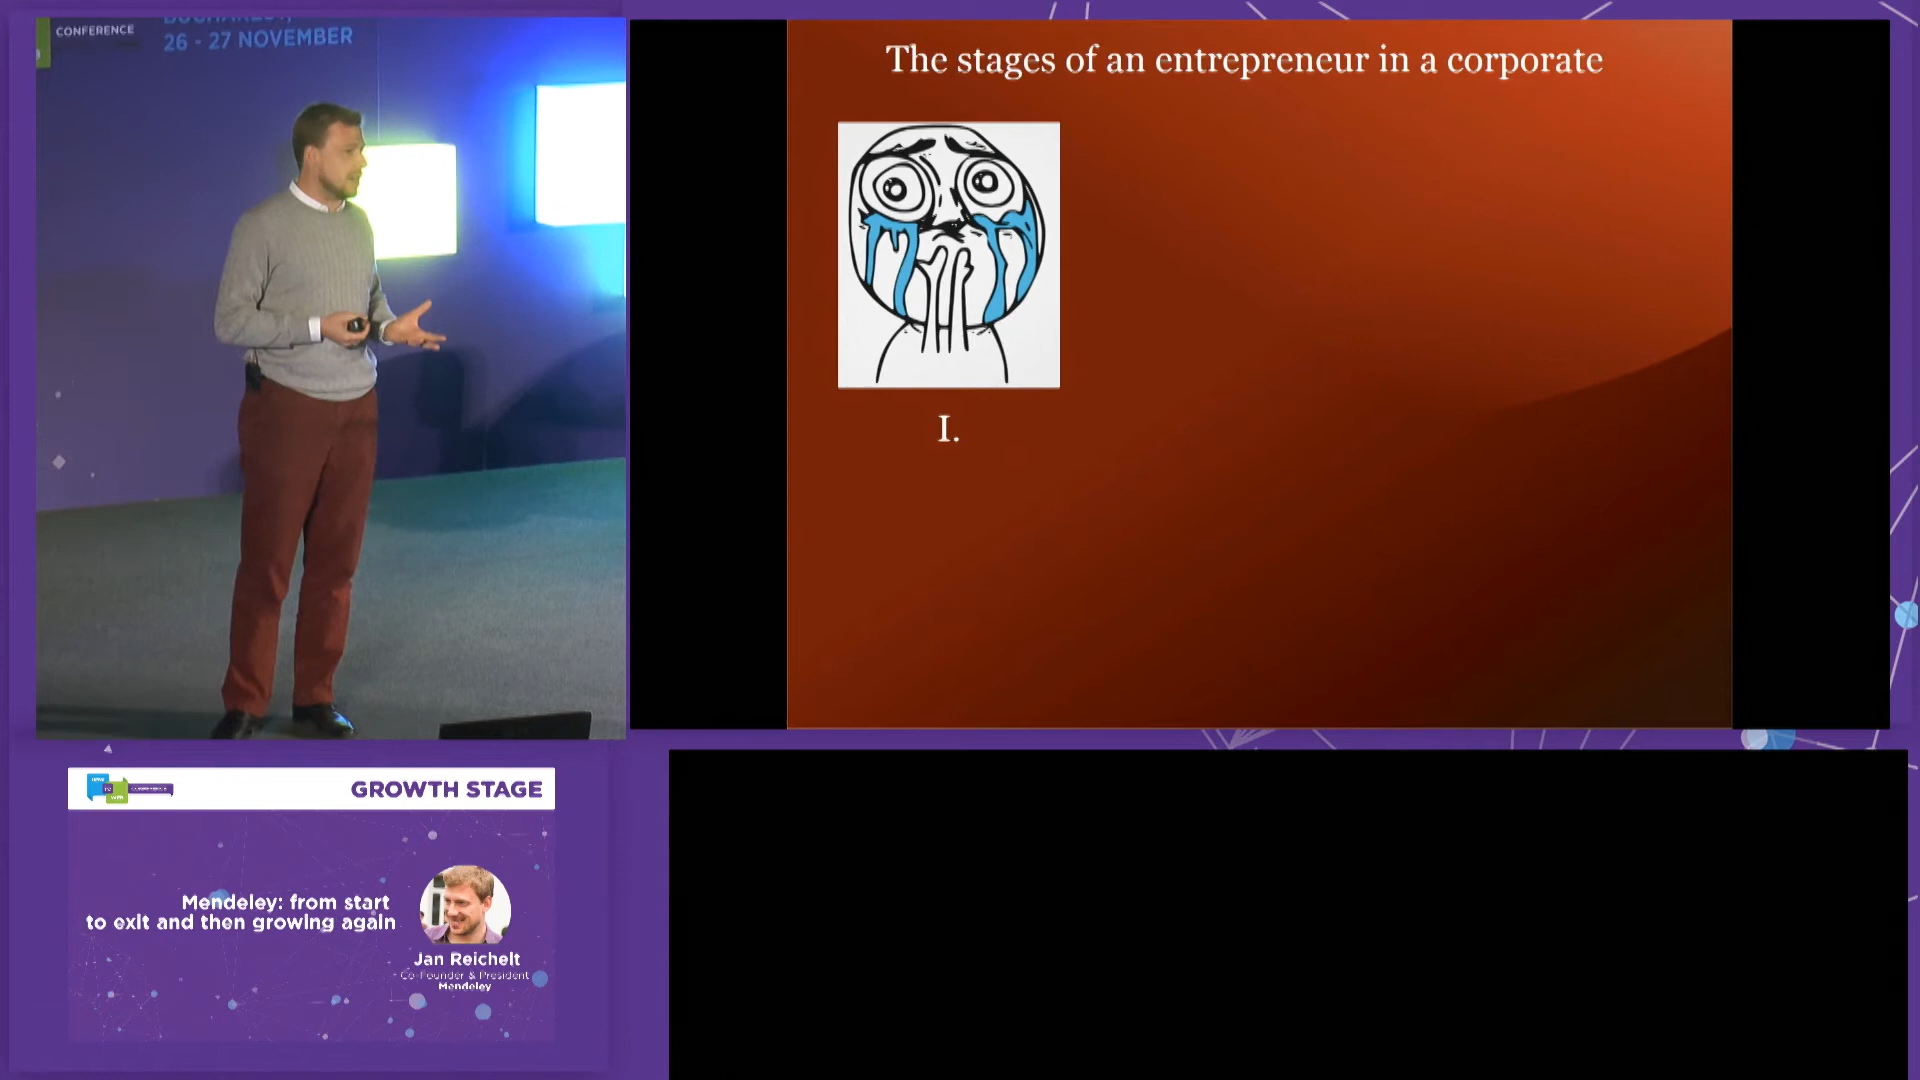 CONFERENCE
BUCHAREST,
26 - 27 NOVEMBER
The stages of an entrepreneur in a corporate
I.
GROWTH STAGE
Mendeley: from start
to exit and then growing again
Jan Reichelt
Co-Founder & President
Mendeley